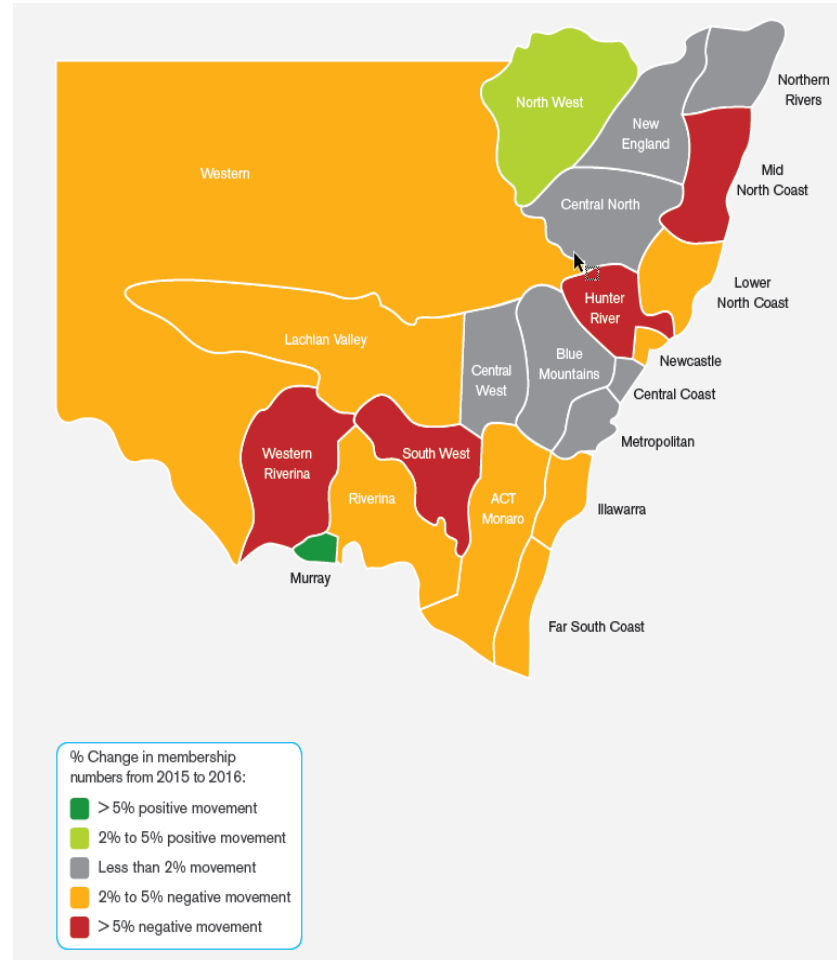 North West
Northern
Rivers
New
England
Western
Mid
North Coast
Central North
Lower
North Coast
Hunter
River
Lachlan Valley
Blue
Mountains
Newcastle
Central
West
Central Coast
Metropolitan
Western
Riverina
South West
Riverina
ACT
Monaro
Illawarra
Murray
Far South Coast
% Change in membership
numbers from 2015 to 2016:
> 5% positive movement
2% to 5% positive movement
Less than 2% movement
2% to 5% negative movement
> 5% negative movement